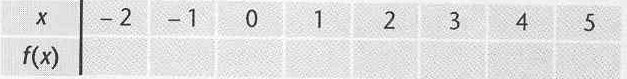 x – 2 – 1 0 1 2 3 4 5
f(x)